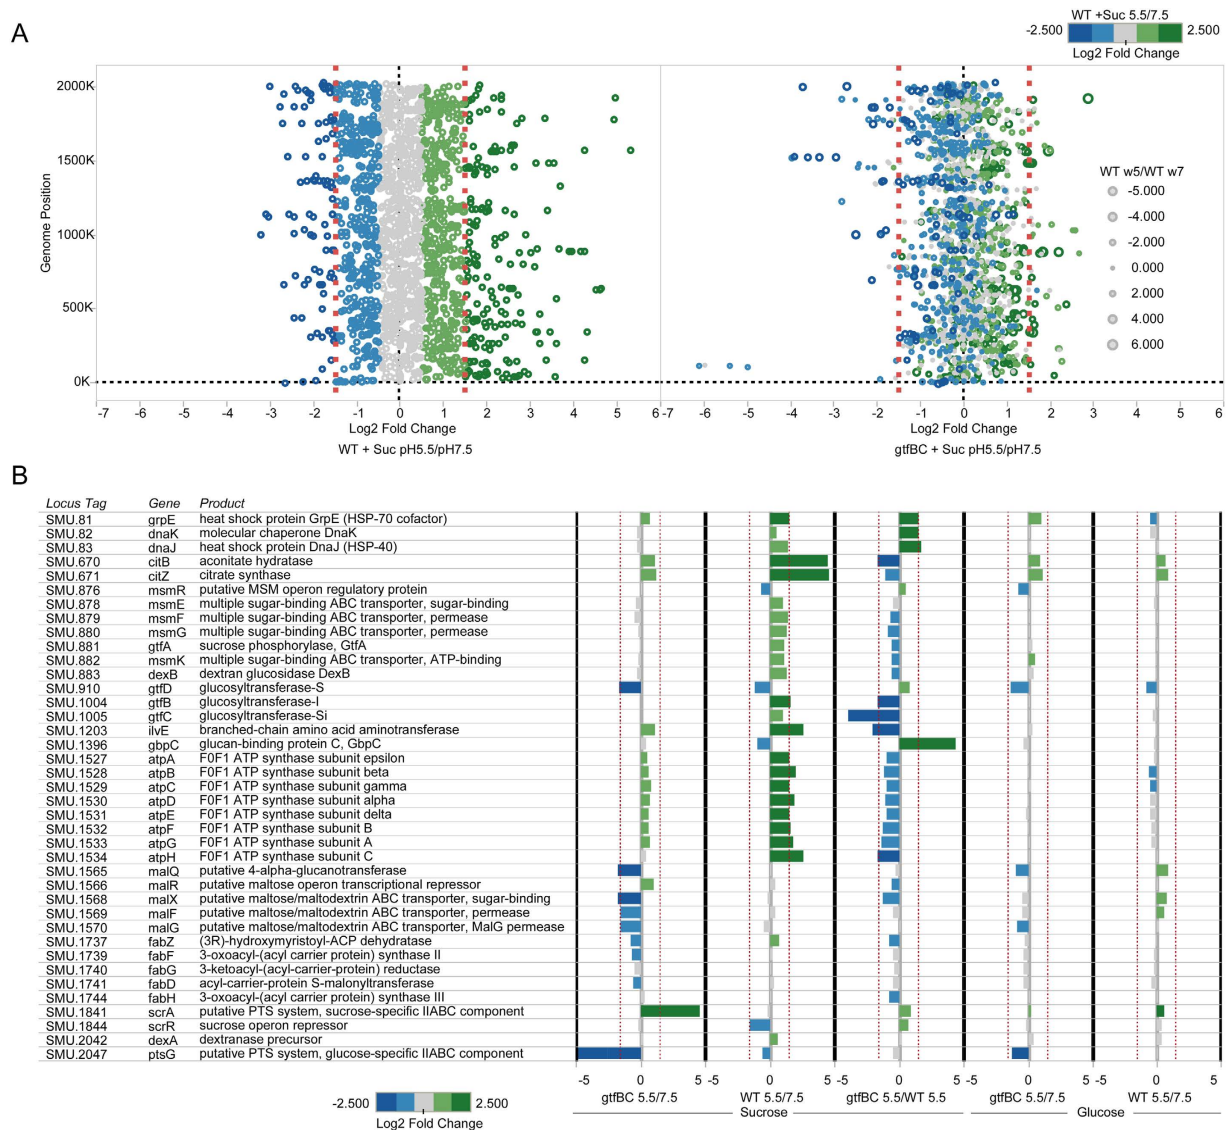 A
WT +Suc 5.5/7.5
-2.500 2.500
Log2 Fold Change
Genome Position
2000K
1500K
1000K
500K
0K
-7 -6 -5 -4 -3 -2 -1 0 1 2 3 4 5 6
Log2 Fold Change
WT + Suc pH5.5/pH7.5
-7 -6 -5 -4 -3 -2 -1 0 1 2 3 4 5 6
Log2 Fold Change
gtfBC + Suc pH5.5/pH7.5
WT w5/WT w7
-5.000
-4.000
-2.000
0.000
2.000
4.000
6.000
B
Locus Tag Gene Product
SMU.81 grpE heat shock protein GrpE (HSP-70 cofactor)
SMU.82 dnaK molecular chaperone DnaK
SMU.83 dnaJ heat shock protein DnaJ (HSP-40)
SMU.670 citB aconitate hydratase
SMU.671 citZ citrate synthase
SMU.876 msmR putative MSM operon regulatory protein
SMU.878 msmE multiple sugar-binding ABC transporter, sugar-binding
SMU.879 msmF multiple sugar-binding ABC transporter, permease
SMU.880 msmG multiple sugar-binding ABC transporter, permease
SMU.881 gtfA sucrose phosphorylase, GtfA
SMU.882 msmK multiple sugar-binding ABC transporter, ATP-binding
SMU.883 dexB dextran glucosidase DexB
SMU.910 gtfD glucosyltransferase-S
SMU.1004 gtfB glucosyltransferase-I
SMU.1005 gtfC glucosyltransferase-Si
SMU.1203 ilvE branched-chain amino acid aminotransferase
SMU.1396 gbpC glucan-binding protein C, GbpC
SMU.1527 atpA F0F1 ATP synthase subunit epsilon
SMU.1528 atpB F0F1 ATP synthase subunit beta
SMU.1529 atpC F0F1 ATP synthase subunit gamma
SMU.1530 atpD F0F1 ATP synthase subunit alpha
SMU.1531 atpE F0F1 ATP synthase subunit delta
SMU.1532 atpF F0F1 ATP synthase subunit B
SMU.1533 atpG F0F1 ATP synthase subunit A
SMU.1534 atpH F0F1 ATP synthase subunit C
SMU.1565 malQ putative 4-alpha-glucanotransferase
SMU.1566 malR putative maltose operon transcriptional repressor
SMU.1568 malX putative maltose/maltodextrin ABC transporter, sugar-binding
SMU.1569 malF putative maltose/maltodextrin ABC transporter, permease
SMU.1570 malG putative maltose/maltodextrin ABC transporter, MalG permease
SMU.1737 fabZ (3R)-hydroxymyristoyl-ACP dehydratase
SMU.1739 fabF 3-oxoacyl-(acyl carrier protein) synthase II
SMU.1740 fabG 3-ketoacyl-(acyl-carrier-protein) reductase
SMU.1741 fabD acyl-carrier-protein S-malonyltransferase
SMU.1744 fabH 3-oxoacyl-(acyl carrier protein) synthase III
SMU.1841 scrA putative PTS system, sucrose-specific IIABC component
SMU.1844 scrR sucrose operon repressor
SMU.2042 dexA dextranase precursor
SMU.2047 ptsG putative PTS system, glucose-specific IIABC component
-5 0 5 -5 0 5 -5 0 5 -5 0 5 -5 0 5
gtfBC 5.5/7.5 WT 5.5/7.5 gtfBC 5.5/WT 5.5 gtfBC 5.5/7.5 WT 5.5/7.5
Sucrose Glucose
-2.500 2.500
Log2 Fold Change